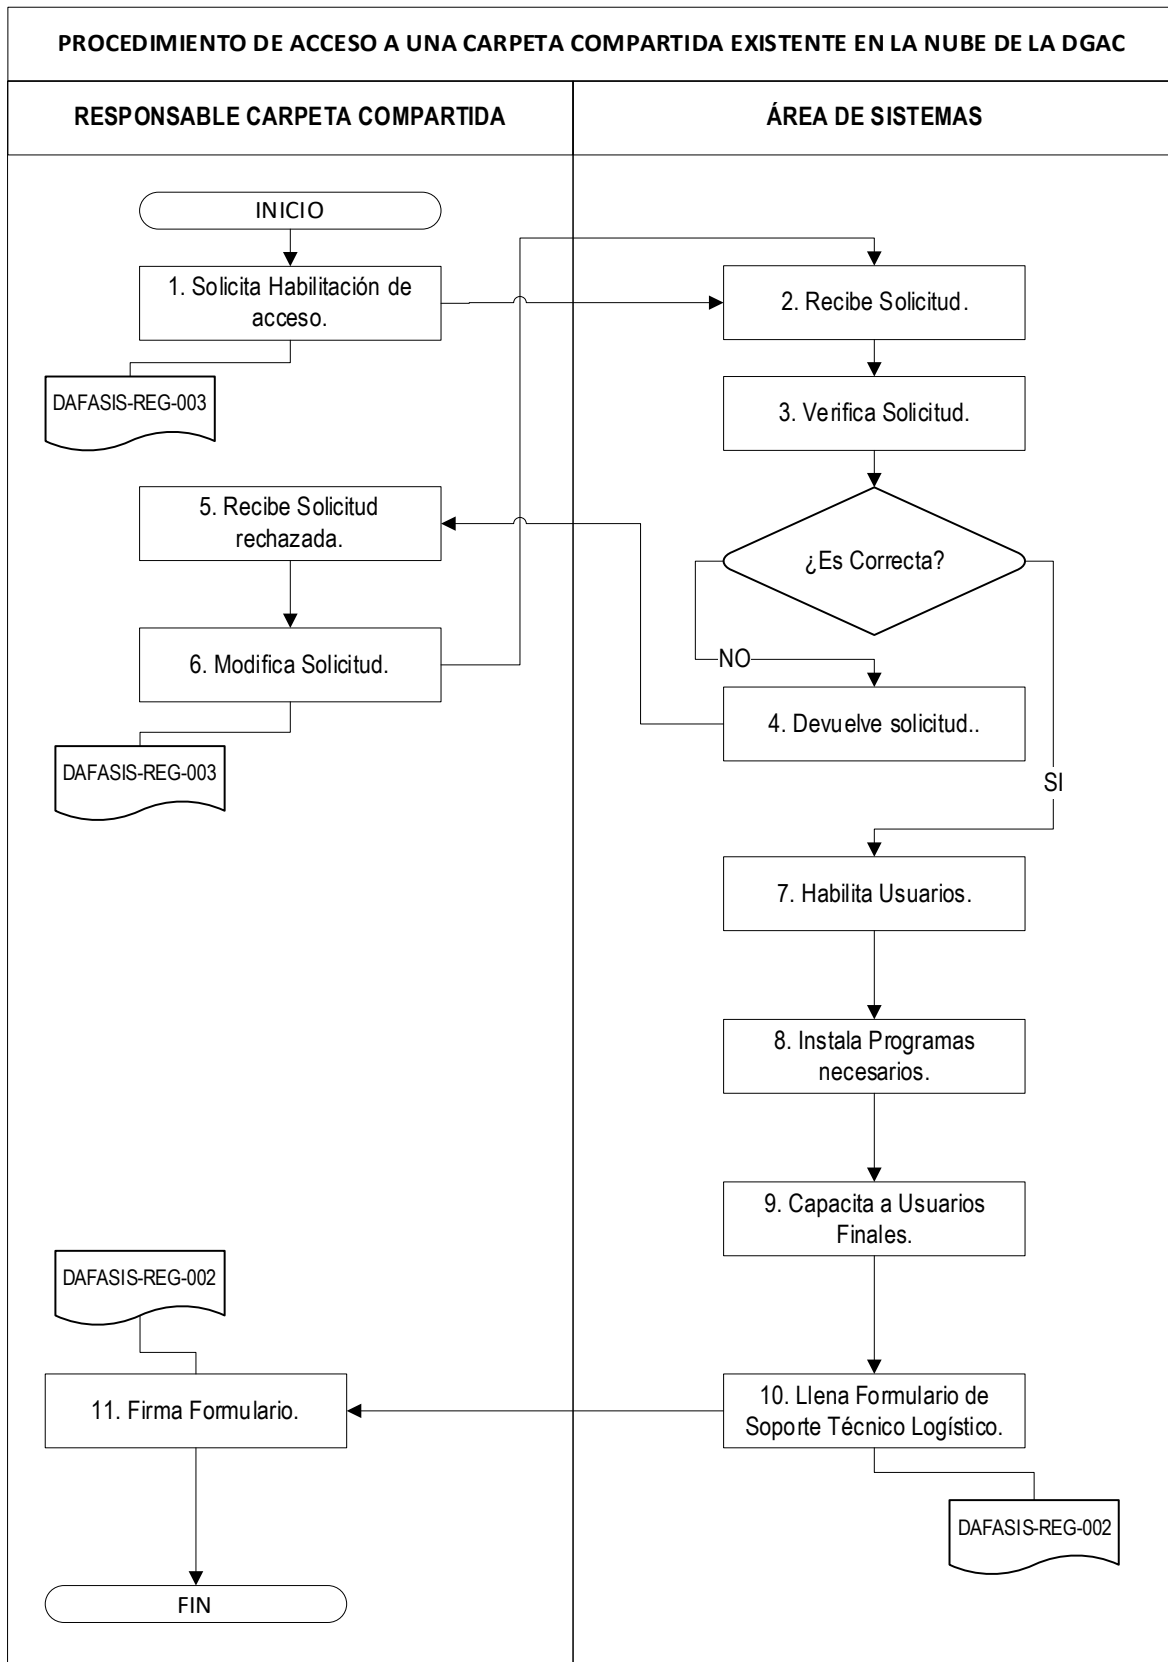 PROCEDIMIENTO DE ACCESO A UNA CARPETA COMPARTIDA EXISTENTE EN LA NUBE DE LA DGAC
RESPONSABLE CARPETA COMPARTIDA
ÁREA DE SISTEMAS
INICIO
1. Solicita Habilitación de
acceso.
2. Recibe Solicitud.
DAFASIS-REG-003
3. Verifica Solicitud.
5. Recibe Solicitud
rechazada.
¿Es Correcta?
6. Modifica Solicitud.
NO
4. Devuelve solicitud..
DAFASIS-REG-003
SI
7. Habilita Usuarios.
8. Instala Programas
necesarios.
9. Capacita a Usuarios
Finales.
DAFASIS-REG-002
11. Firma Formulario.
10. Llena Formulario de
Soporte Técnico Logístico.
DAFASIS-REG-002
FIN